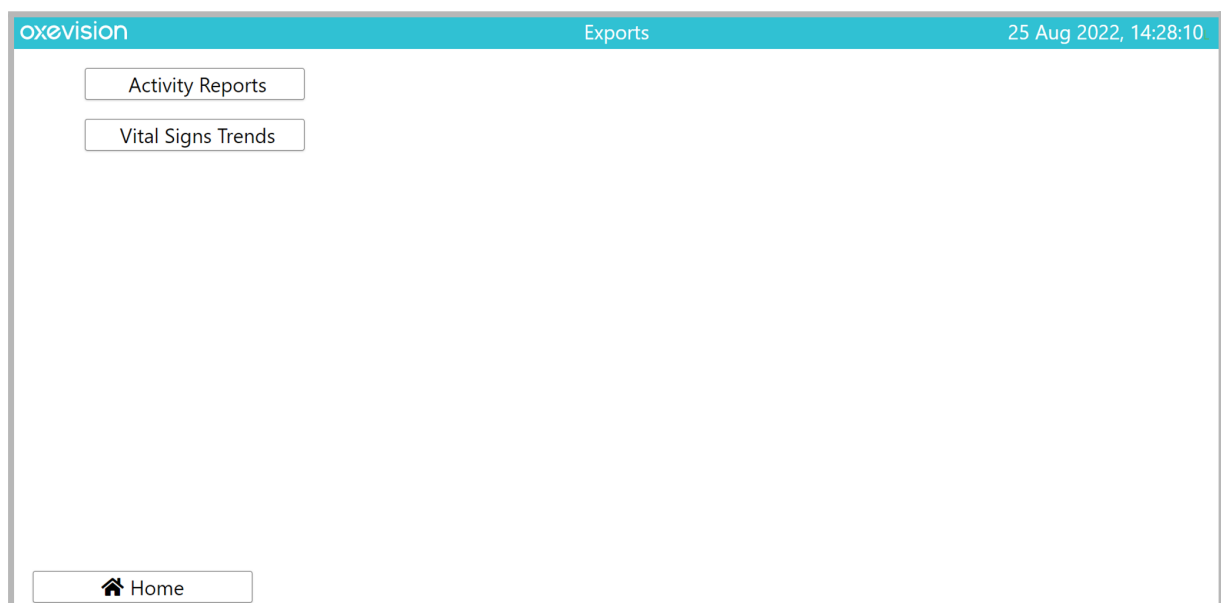 oxevision
Exports
25 Aug 2022, 14:28:10
Activity Reports
Vital Signs Trends
Home